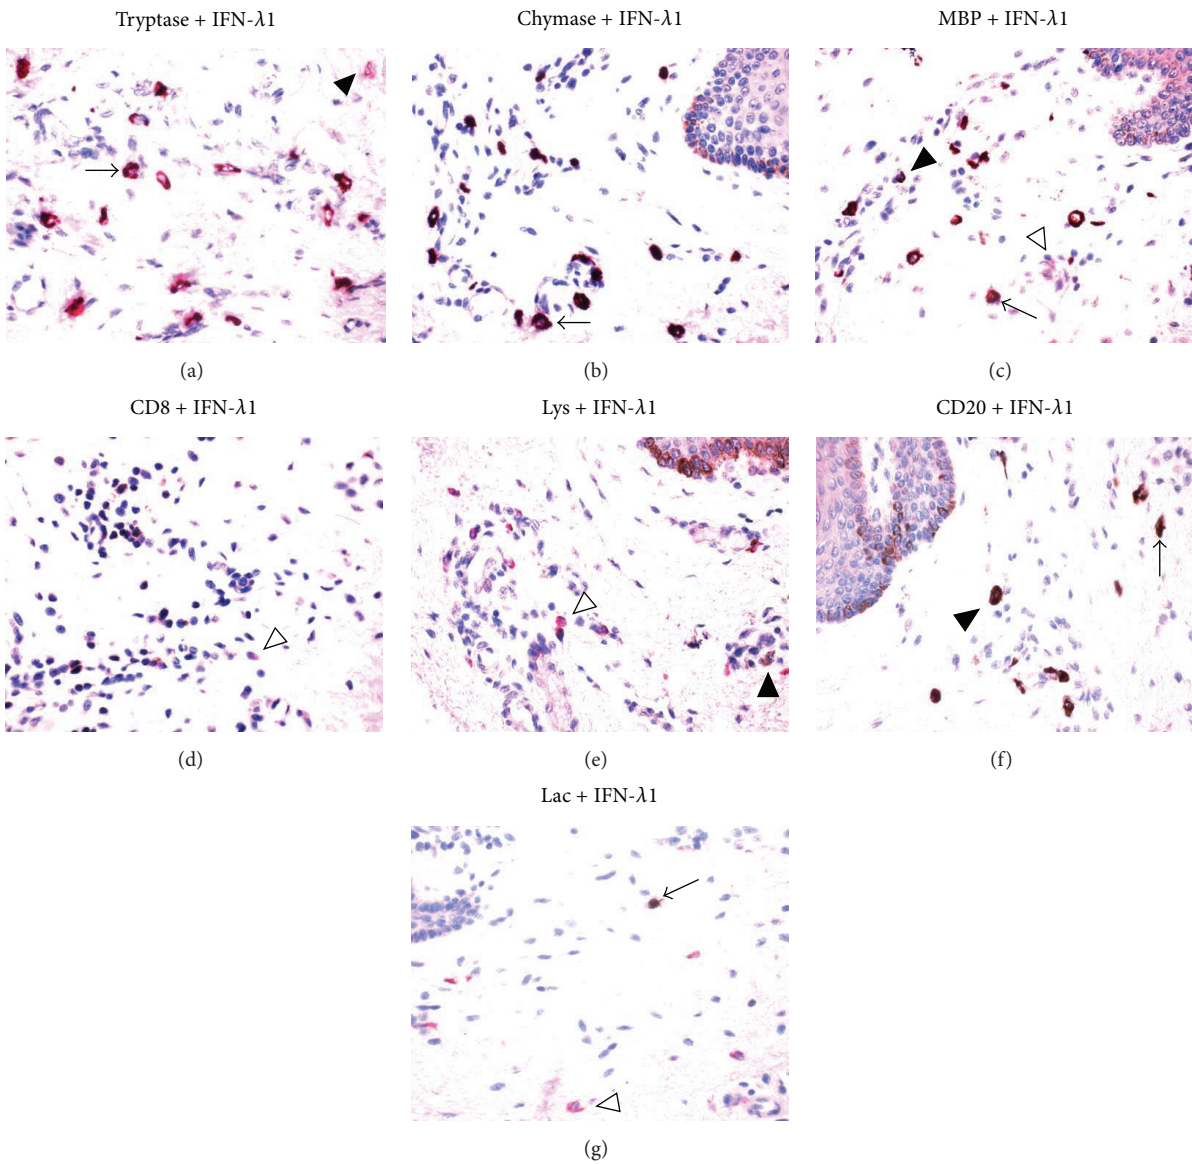 Tryptase + IFN-λ1
Chymase + IFN-λ1
MBP + IFN-λ1
(a)
(b)
(c)
CD8 + IFN-λ1
Lys + IFN-λ1
CD20 + IFN-λ1
(d)
(e)
(f)
Lac + IFN-λ1
(g)